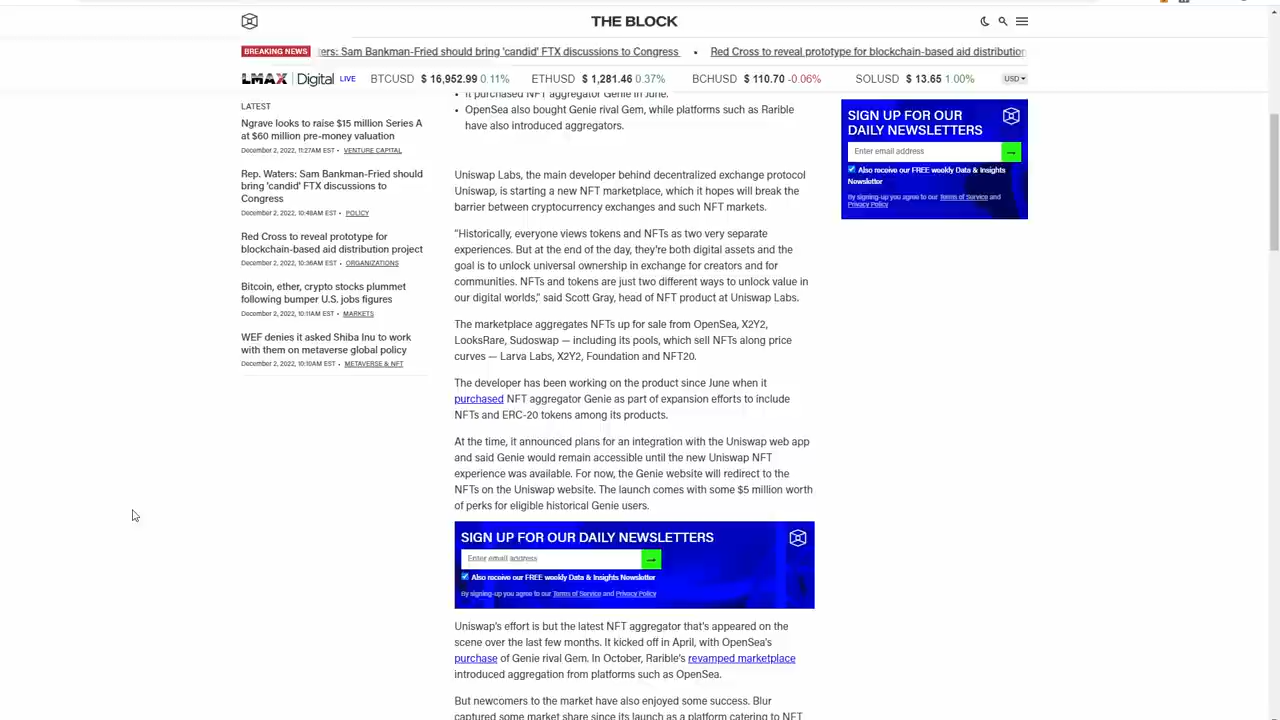 THE BLOCK
BREAKING NEWS
ters: Sam Bankman-Fried should bring 'candid' FTX discussions to Congress • Red Cross to reveal prototype for blockchain-based aid distribution
LMAX Digital LIVE
BTCUSD $ 16,952.99 0.11%
ETHUSD $ 1,281.46 0.37%
BCHUSD $ 110.70 -0.06%
SOLUSD $ 13.65 1.00%
USD
LATEST
Ngrave looks to raise $15 million Series A
at $60 million pre-money valuation
December 2, 2022, 11:27AM EST • VENTURE CAPITAL
Rep. Waters: Sam Bankman-Fried should
bring 'candid' FTX discussions to
Congress
December 2, 2022, 10:48AM EST • POLICY
Red Cross to reveal prototype for
blockchain-based aid distribution project
December 2, 2022, 10:36AM EST • ORGANIZATIONS
Bitcoin, ether, crypto stocks plummet
following bumper U.S. jobs figures
December 2, 2022, 10:11AM EST • MARKETS
WEF denies it asked Shiba Inu to work
with them on metaverse global policy
December 2, 2022, 10:10AM EST • METAVERSE & NFT
• It purchased NFT aggregator Genie in June.
• OpenSea also bought Genie rival Gem, while platforms such as Rarible
have also introduced aggregators.
Uniswap Labs, the main developer behind decentralized exchange protocol
Uniswap, is starting a new NFT marketplace, which it hopes will break the
barrier between cryptocurrency exchanges and such NFT markets.
"Historically, everyone views tokens and NFTs as two very separate
experiences. But at the end of the day, they're both digital assets and the
goal is to unlock universal ownership in exchange for creators and for
communities. NFTs and tokens are just two different ways to unlock value in
our digital worlds," said Scott Gray, head of NFT product at Uniswap Labs.
The marketplace aggregates NFTs up for sale from OpenSea, X2Y2,
LooksRare, Sudoswap — including its pools, which sell NFTs along price
curves — Larva Labs, X2Y2, Foundation and NFT20.
The developer has been working on the product since June when it
purchased NFT aggregator Genie as part of expansion efforts to include
NFTs and ERC-20 tokens among its products.
At the time, it announced plans for an integration with the Uniswap web app
and said Genie would remain accessible until the new Uniswap NFT
experience was available. For now, the Genie website will redirect to the
NFTs on the Uniswap website. The launch comes with some $5 million worth
of perks for eligible historical Genie users.
SIGN UP FOR OUR DAILY NEWSLETTERS
Enter email address →
Also receive our FREE weekly Data & Insights Newsletter
By signing-up you agree to our Terms of Service and Privacy Policy
Uniswap's effort is but the latest NFT aggregator that's appeared on the
scene over the last few months. It kicked off in April, with OpenSea's
purchase of Genie rival Gem. In October, Rarible's revamped marketplace
introduced aggregation from platforms such as OpenSea.
But newcomers to the market have also enjoyed some success. Blur
captured some market share since its launch as a platform catering to NFT
SIGN UP FOR OUR
DAILY NEWSLETTERS
Enter email address →
Also receive our FREE weekly Data & Insights
Newsletter
By signing-up you agree to our Terms of Service and
Privacy Policy